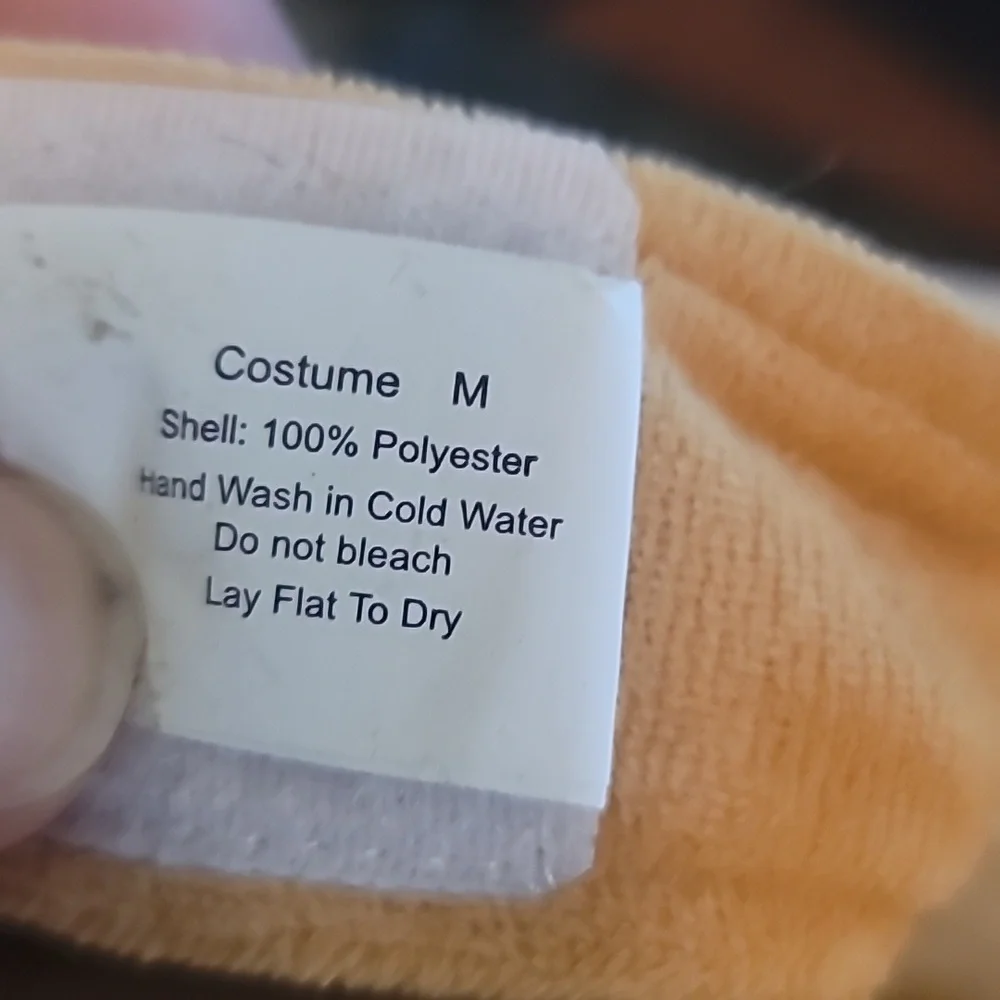 Costume M
Shell: 100% Polyester
Hand Wash in Cold Water
Do not bleach
Lay Flat To Dry